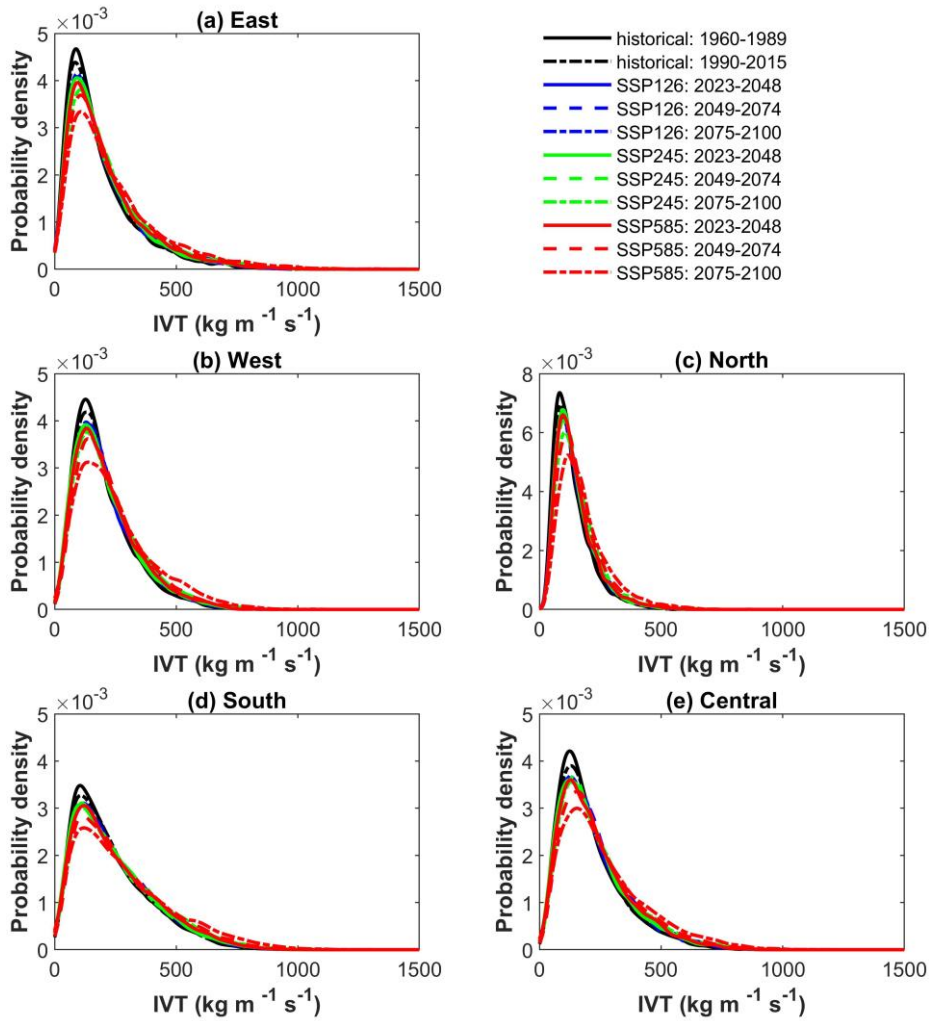 (a) East
×10⁻³
5
4
3
2
1
0
0 500 1000 1500
Probability density
IVT (kg m ⁻¹ s⁻¹)
historical: 1960-1989
historical: 1990-2015
SSP126: 2023-2048
SSP126: 2049-2074
SSP126: 2075-2100
SSP245: 2023-2048
SSP245: 2049-2074
SSP245: 2075-2100
SSP585: 2023-2048
SSP585: 2049-2074
SSP585: 2075-2100
(b) West
×10⁻³
5
4
3
2
1
0
0 500 1000 1500
Probability density
IVT (kg m ⁻¹ s⁻¹)
(c) North
×10⁻³
8
6
4
2
0
0 500 1000 1500
Probability density
IVT (kg m ⁻¹ s⁻¹)
(d) South
×10⁻³
5
4
3
2
1
0
0 500 1000 1500
Probability density
IVT (kg m ⁻¹ s⁻¹)
(e) Central
×10⁻³
5
4
3
2
1
0
0 500 1000 1500
Probability density
IVT (kg m ⁻¹ s⁻¹)